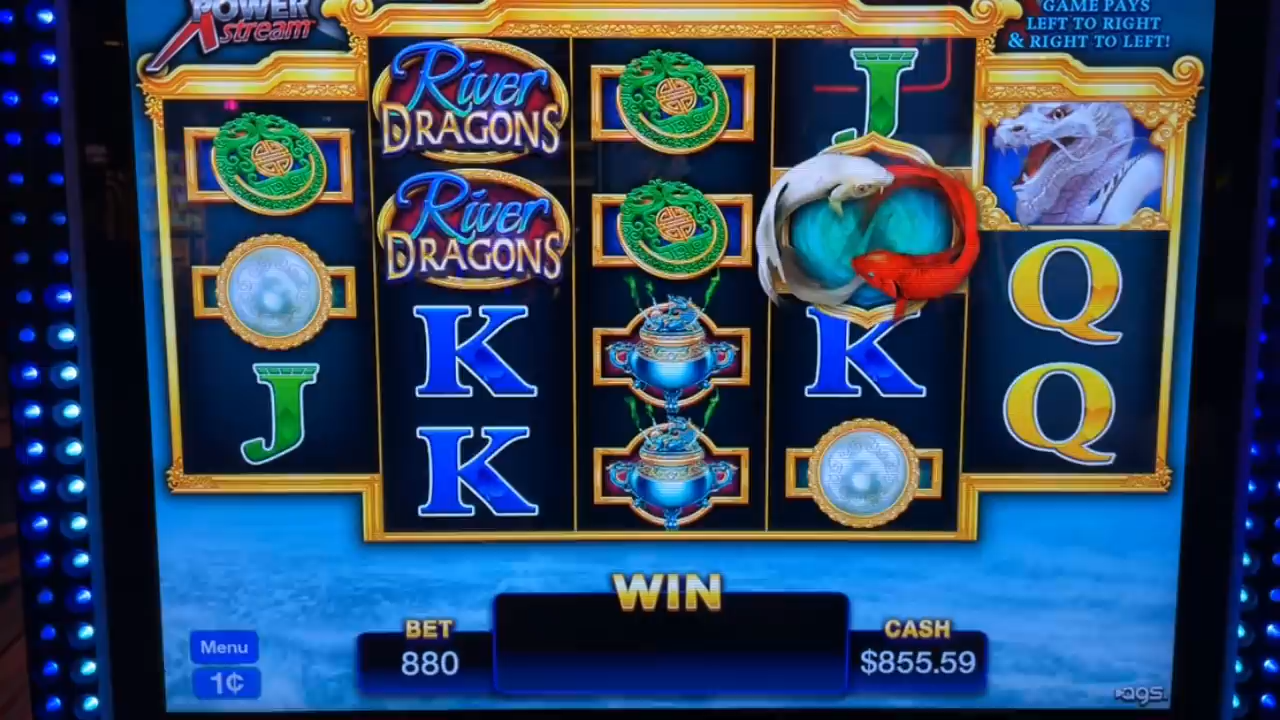 POWER
Xstream
GAME PAYS
LEFT TO RIGHT
& RIGHT TO LEFT!
River
DRAGONS
River
DRAGONS
J
J
K
K
K
K
Q
Q
WIN
BET
880
CASH
$855.59
Menu
1¢
ags